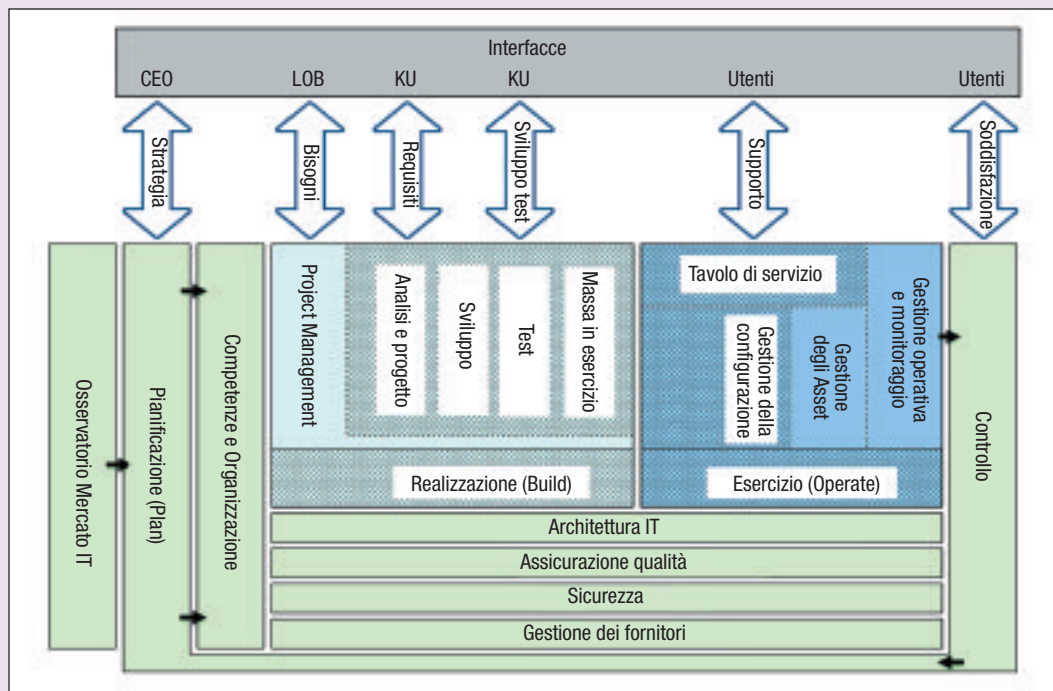 Interfacce
CEO
LOB
KU
KU
Utenti
Utenti
Strategia
Bisogni
Requisiti
Sviluppo test
Supporto
Soddisfazione
Osservatorio Mercato IT
Pianificazione (Plan)
Competenze e Organizzazione
Project Management
Analisi e progetto
Sviluppo
Test
Massa in esercizio
Realizzazione (Build)
Tavolo di servizio
Gestione della
configurazione
Gestione
degli Asset
Gestione operativa
e monitoraggio
Esercizio (Operate)
Controllo
Architettura IT
Assicurazione qualità
Sicurezza
Gestione dei fornitori